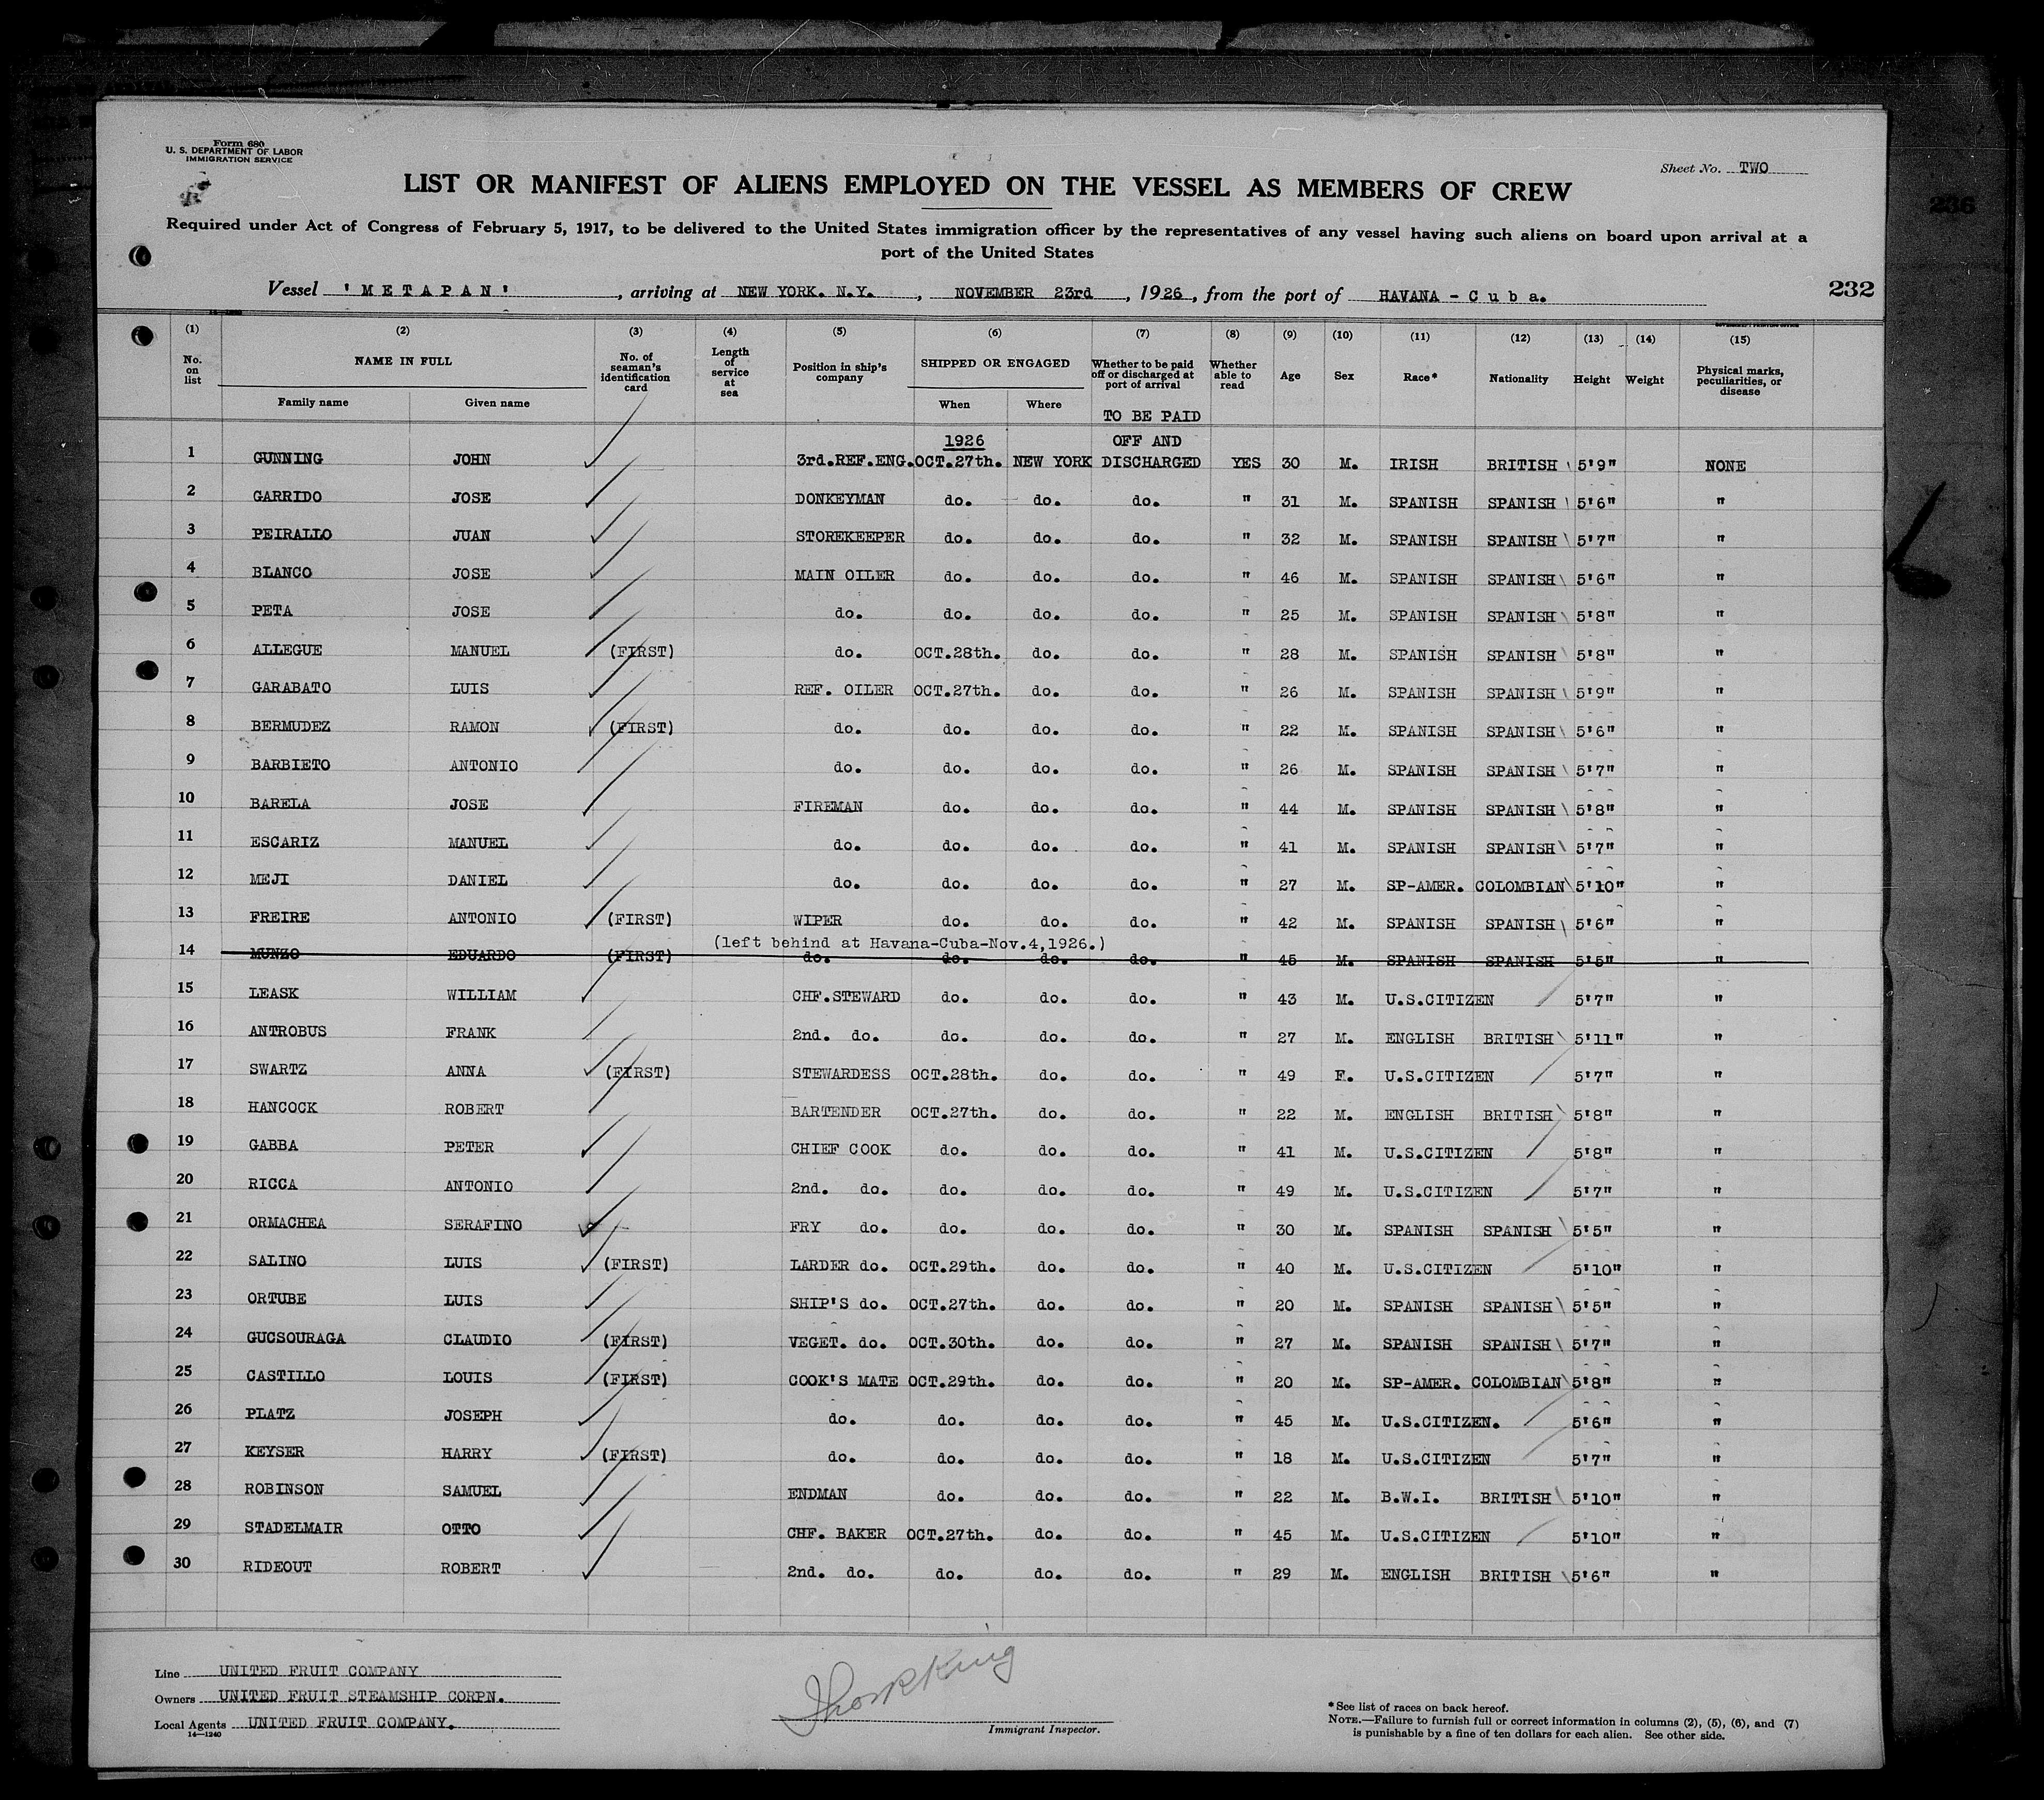 Form 680
U. S. DEPARTMENT OF LABOR
IMMIGRATION SERVICE
Sheet No. TWO
LIST OR MANIFEST OF ALIENS EMPLOYED ON THE VESSEL AS MEMBERS OF CREW
Required under Act of Congress of February 5, 1917, to be delivered to the United States immigration officer by the representatives of any vessel having such aliens on board upon arrival at a
port of the United States
236
Vessel 'METAPAN', arriving at NEW YORK. N.Y., NOVEMBER 23rd, 1926, from the port of HAVANA - Cuba.
232
(1) (2) (3) (4) (5) (6) (7) (8) (9) (10) (11) (12) (13) (14) (15)
No. on list NAME IN FULL No. of seaman's identification card Length of service at sea Position in ship's company SHIPPED OR ENGAGED Whether to be paid off or discharged at port of arrival Whether able to read Age Sex Race* Nationality Height Weight Physical marks, peculiarities, or disease
Family name Given name When Where
TO BE PAID
1926 OFF AND
1 GUNNING JOHN 3rd.REF.ENG. OCT.27th. NEW YORK DISCHARGED YES 30 M. IRISH BRITISH 5'9" NONE
2 GARRIDO JOSE DONKEYMAN do. do. do. " 31 M. SPANISH SPANISH 5'6" "
3 PEIRALLO JUAN STOREKEEPER do. do. do. " 32 M. SPANISH SPANISH 5'7" "
4 BLANCO JOSE MAIN OILER do. do. do. " 46 M. SPANISH SPANISH 5'6" "
5 PETA JOSE do. do. do. do. " 25 M. SPANISH SPANISH 5'8" "
6 ALLEGUE MANUEL (FIRST) do. OCT.28th. do. do. " 28 M. SPANISH SPANISH 5'8" "
7 GARABATO LUIS REF. OILER OCT.27th. do. do. " 26 M. SPANISH SPANISH 5'9" "
8 BERMUDEZ RAMON (FIRST) do. do. do. do. " 22 M. SPANISH SPANISH 5'6" "
9 BARBIETO ANTONIO do. do. do. do. " 26 M. SPANISH SPANISH 5'7" "
10 BARELA JOSE FIREMAN do. do. do. " 44 M. SPANISH SPANISH 5'8" "
11 ESCARIZ MANUEL do. do. do. do. " 41 M. SPANISH SPANISH 5'7" "
12 MEJI DANIEL do. do. do. do. " 27 M. SP-AMER. COLOMBIAN 5'10" "
13 FREIRE ANTONIO (FIRST) WIPER do. do. do. " 42 M. SPANISH SPANISH 5'6" "
(left behind at Havana-Cuba-Nov.4,1926.)
14 MUNZO EDUARDO (FIRST) do. do. do. do. " 45 M. SPANISH SPANISH 5'5" "
15 LEASK WILLIAM CHF.STEWARD do. do. do. " 43 M. U.S.CITIZEN 5'7" "
16 ANTROBUS FRANK 2nd. do. do. do. do. " 27 M. ENGLISH BRITISH 5'11" "
17 SWARTZ ANNA (FIRST) STEWARDESS OCT.28th. do. do. " 49 F. U.S.CITIZEN 5'7" "
18 HANCOCK ROBERT BARTENDER OCT.27th. do. do. " 22 M. ENGLISH BRITISH 5'8" "
19 GABBA PETER CHIEF COOK do. do. do. " 41 M. U.S.CITIZEN 5'8" "
20 RICCA ANTONIO 2nd. do. do. do. do. " 49 M. U.S.CITIZEN 5'7" "
21 ORMACHEA SERAFINO FRY do. do. do. do. " 30 M. SPANISH SPANISH 5'5" "
22 SALINO LUIS (FIRST) LARDER do. OCT.29th. do. do. " 40 M. U.S.CITIZEN 5'10" "
23 ORTUBE LUIS SHIP'S do. OCT.27th. do. do. " 20 M. SPANISH SPANISH 5'5" "
24 GUCSOURAGA CLAUDIO (FIRST) VEGET. do. OCT.30th. do. do. " 27 M. SPANISH SPANISH 5'7" "
25 CASTILLO LOUIS (FIRST) COOK'S MATE OCT.29th. do. do. " 20 M. SP-AMER. COLOMBIAN 5'8" "
26 PLATZ JOSEPH do. do. do. do. " 45 M. U.S.CITIZEN. 5'6" "
27 KEYSER HARRY (FIRST) do. do. do. do. " 18 M. U.S.CITIZEN 5'7" "
28 ROBINSON SAMUEL ENDMAN do. do. do. " 22 M. B.W.I. BRITISH 5'10" "
29 STADELMAIR OTTO CHF. BAKER OCT.27th. do. do. " 45 M. U.S.CITIZEN 5'10" "
30 RIDEOUT ROBERT 2nd. do. do. do. do. " 29 M. ENGLISH BRITISH 5'6" "
Line UNITED FRUIT COMPANY
Owners UNITED FRUIT STEAMSHIP CORPN.
Local Agents UNITED FRUIT COMPANY.
14—1240
Immigrant Inspector.
*See list of races on back hereof.
NOTE.—Failure to furnish full or correct information in columns (2), (5), (6), and (7)
is punishable by a fine of ten dollars for each alien. See other side.